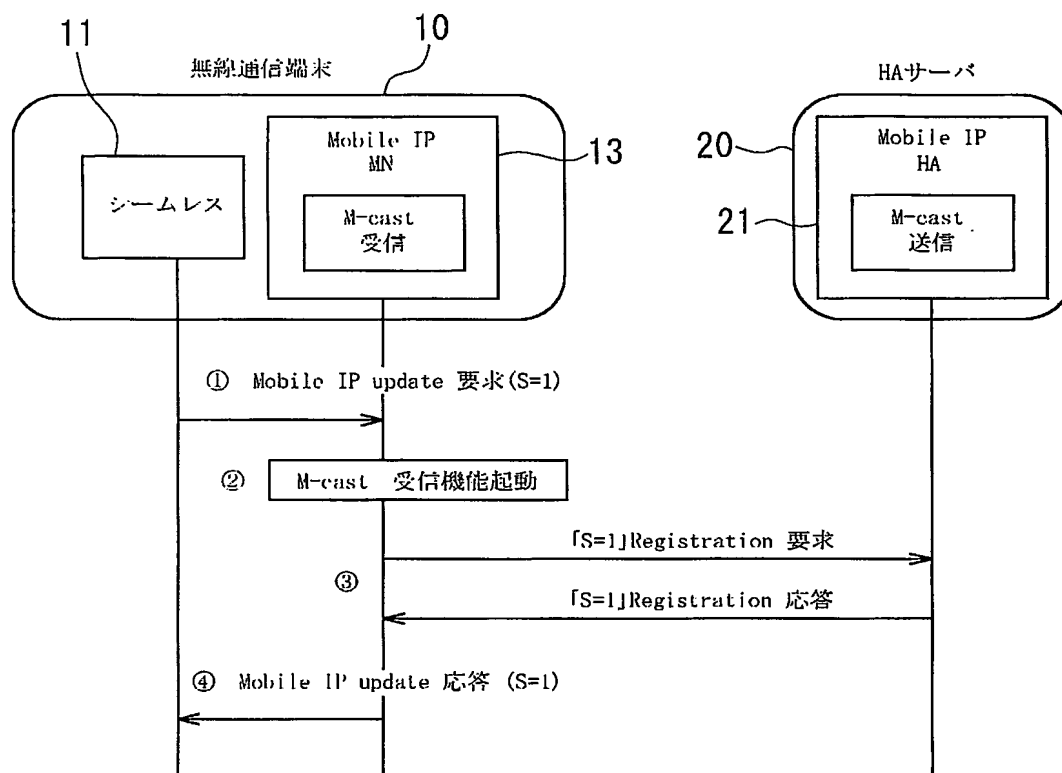 11
10
無線通信端末
HAサーバ
シームレス
Mobile IP
MN
M-cast
受信
13
20
21
Mobile IP
HA
M-cast
送信
① Mobile IP update 要求(S=1)
② M-cast 受信機能起動
「S=1」Registration 要求
③
「S=1」Registration 応答
④ Mobile IP update 応答 (S=1)